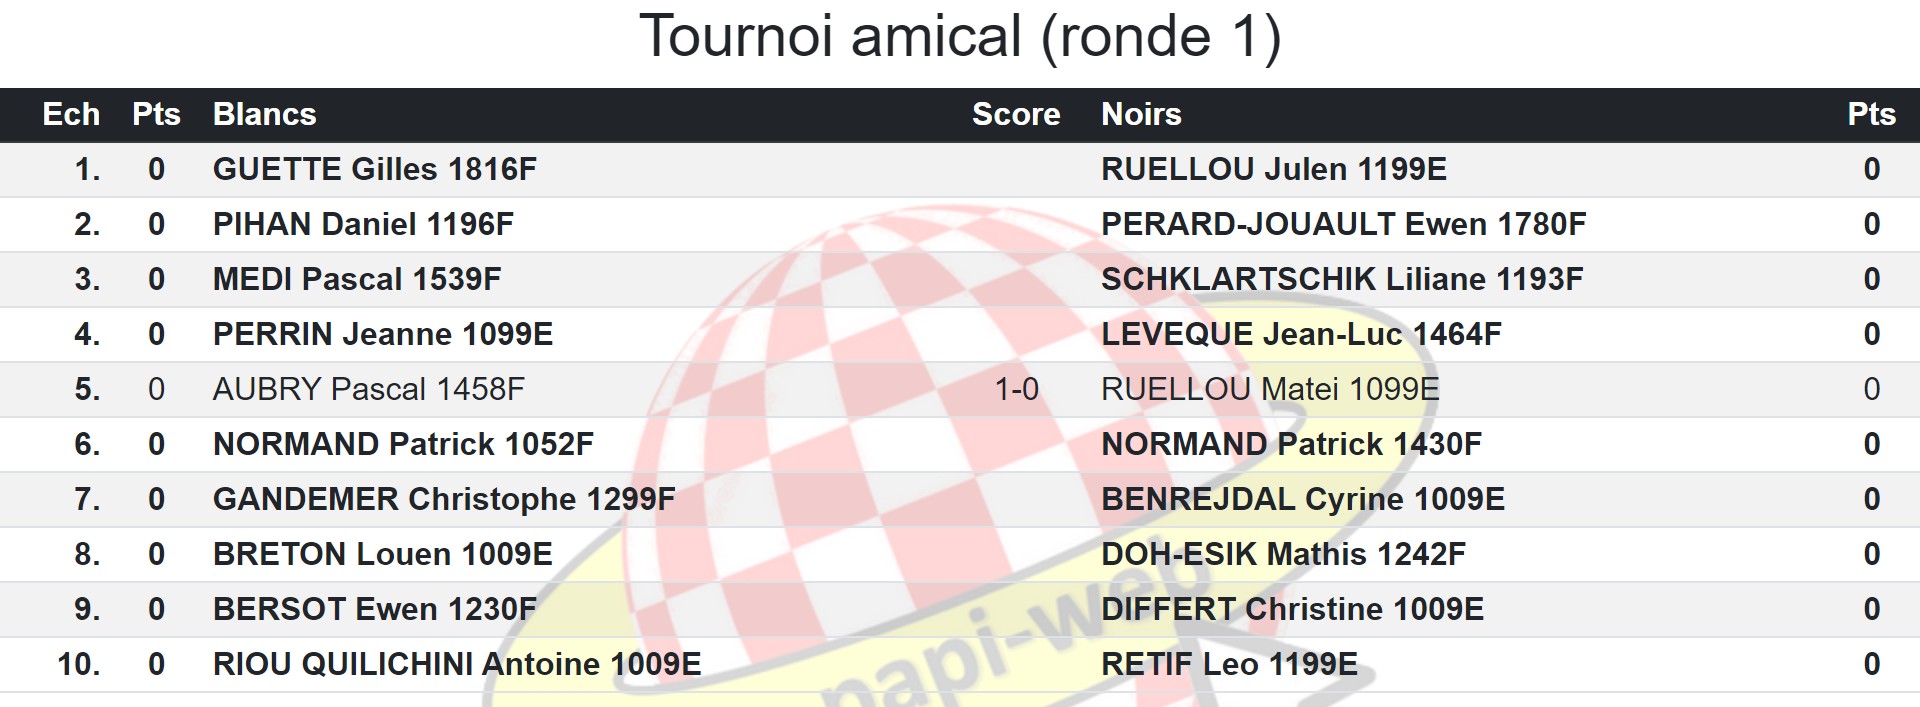 Tournoi amical (ronde 1)
Ech Pts Blancs Score Noirs Pts
1. 0 GUETTE Gilles 1816F RUELLOU Julen 1199E 0
2. 0 PIHAN Daniel 1196F PERARD-JOUAULT Ewen 1780F 0
3. 0 MEDI Pascal 1539F SCHKLARTSCHIK Liliane 1193F 0
4. 0 PERRIN Jeanne 1099E LEVEQUE Jean-Luc 1464F 0
5. 0 AUBRY Pascal 1458F 1-0 RUELLOU Matei 1099E 0
6. 0 NORMAND Patrick 1052F NORMAND Patrick 1430F 0
7. 0 GANDEMER Christophe 1299F BENREJDAL Cyrine 1009E 0
8. 0 BRETON Louen 1009E DOH-ESIK Mathis 1242F 0
9. 0 BERSOT Ewen 1230F DIFFERT Christine 1009E 0
10. 0 RIOU QUILICHINI Antoine 1009E RETIF Leo 1199E 0
papi-web